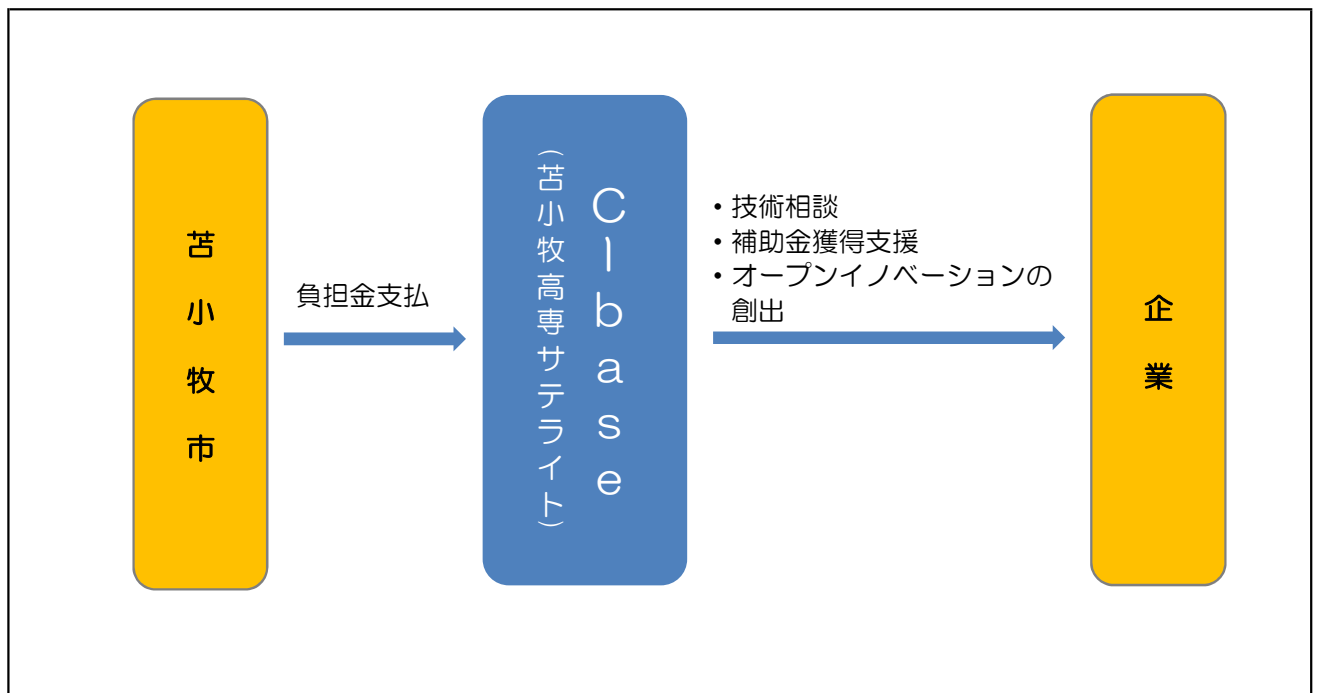 苫小牧市
負担金支払
C-base
（苫小牧高専サテライト）
・技術相談
・補助金獲得支援
・オープンイノベーションの
創出
企業